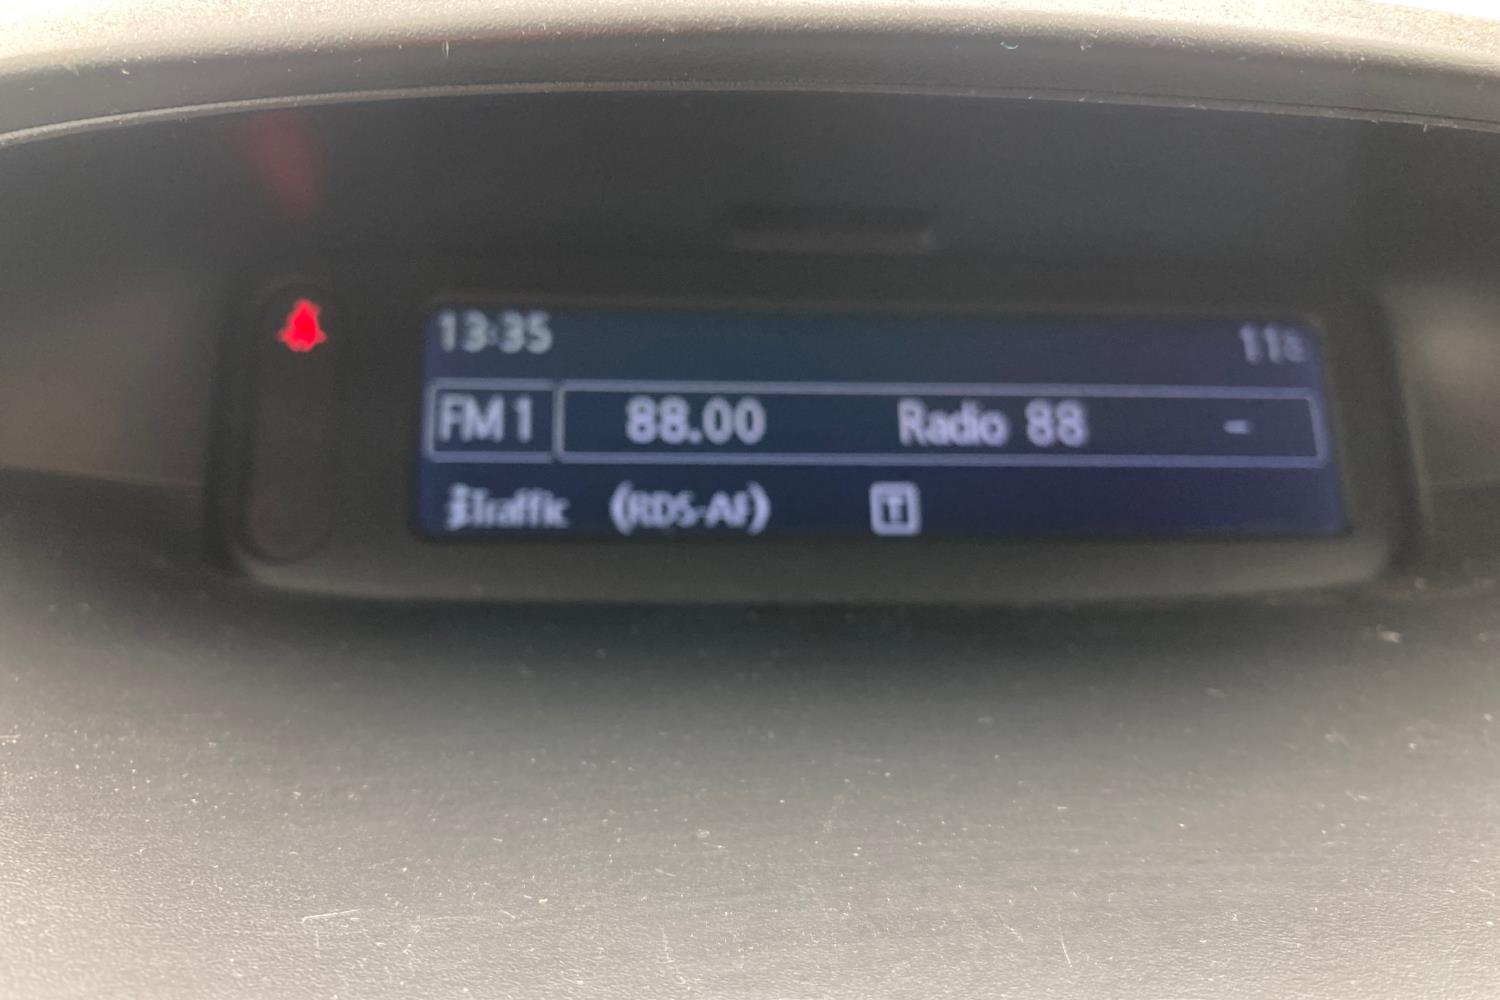 13:35
FM1 88.00 Radio 88 -
Traffic (RDS-AF) T